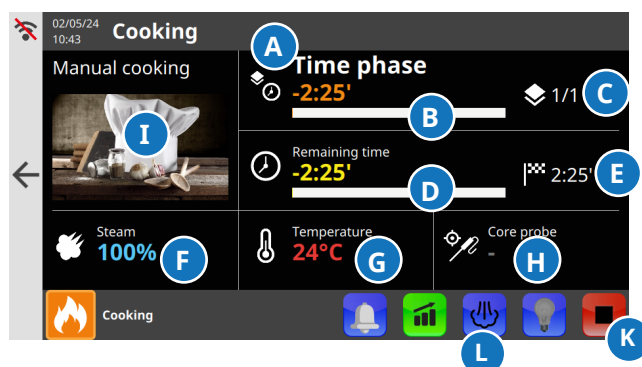 02/05/24
10:43
Cooking
Manual cooking
A
Time phase
-2:25'
B
1/1
C
I
Remaining time
-2:25'
D
2:25'
E
Steam
100%
F
Temperature
24°C
G
Core probe
-
H
Cooking
K
L